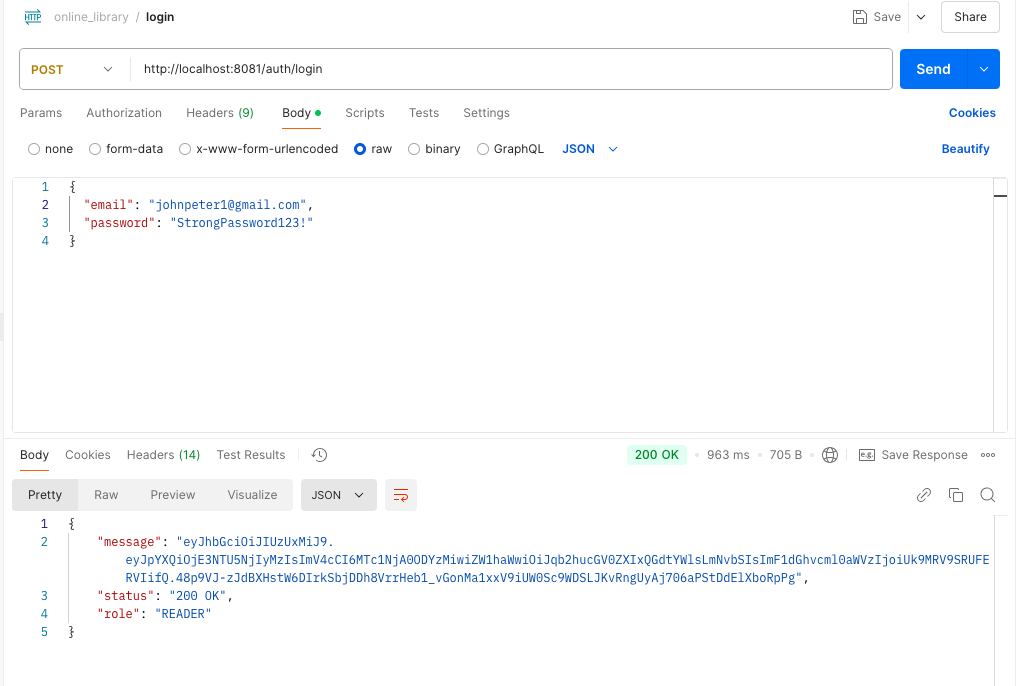 HTTP online_library / login Save Share
POST http://localhost:8081/auth/login Send
Params Authorization Headers (9) Body Scripts Tests Settings Cookies
none form-data x-www-form-urlencoded raw binary GraphQL JSON Beautify
1 {
2 "email": "johnpeter1@gmail.com",
3 "password": "StrongPassword123!"
4 }
Body Cookies Headers (14) Test Results 200 OK 963 ms 705 B e.g. Save Response
Pretty Raw Preview Visualize JSON
1 {
2 "message": "eyJhbGciOiJIUzUxMiJ9.
eyJpYXQiOjE3NTU5NjIyMzIsImV4cCI6MTc1NjA0ODYzMiwiZW1haWwiOiJqb2hucGV0ZXIxQGdtYWlsLmNvbSIsImF1dGhvcml0aWVzIjoiUk9MRV9SRUFE
RVIifQ.48p9VJ-zJdBXHstW6DIrkSbjDDh8VrrHeb1_vGonMa1xxV9iUW0Sc9WDSLJKvRngUyAj706aPStDdElXboRpPg",
3 "status": "200 OK",
4 "role": "READER"
5 }